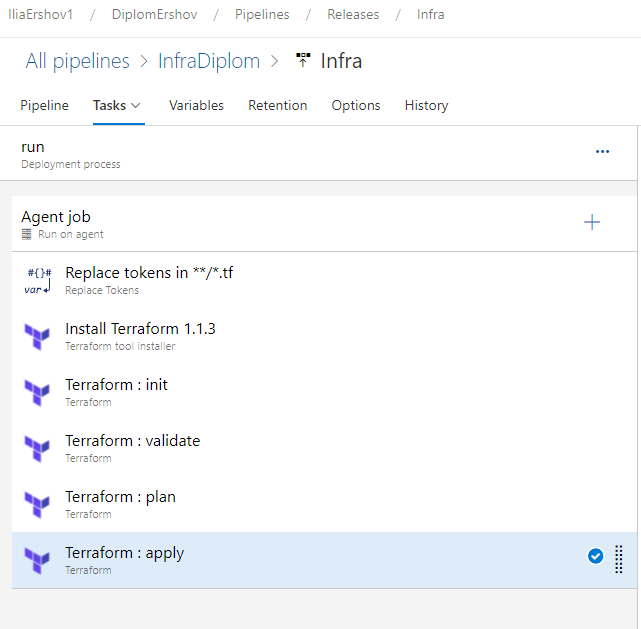 IliaErshov1 / DiplomErshov / Pipelines / Releases / Infra
All pipelines > InfraDiplom > Infra
Pipeline Tasks Variables Retention Options History
run
Deployment process
Agent job
Run on agent
#{}#
var
Replace tokens in **/*.tf
Replace Tokens
Install Terraform 1.1.3
Terraform tool installer
Terraform : init
Terraform
Terraform : validate
Terraform
Terraform : plan
Terraform
Terraform : apply
Terraform